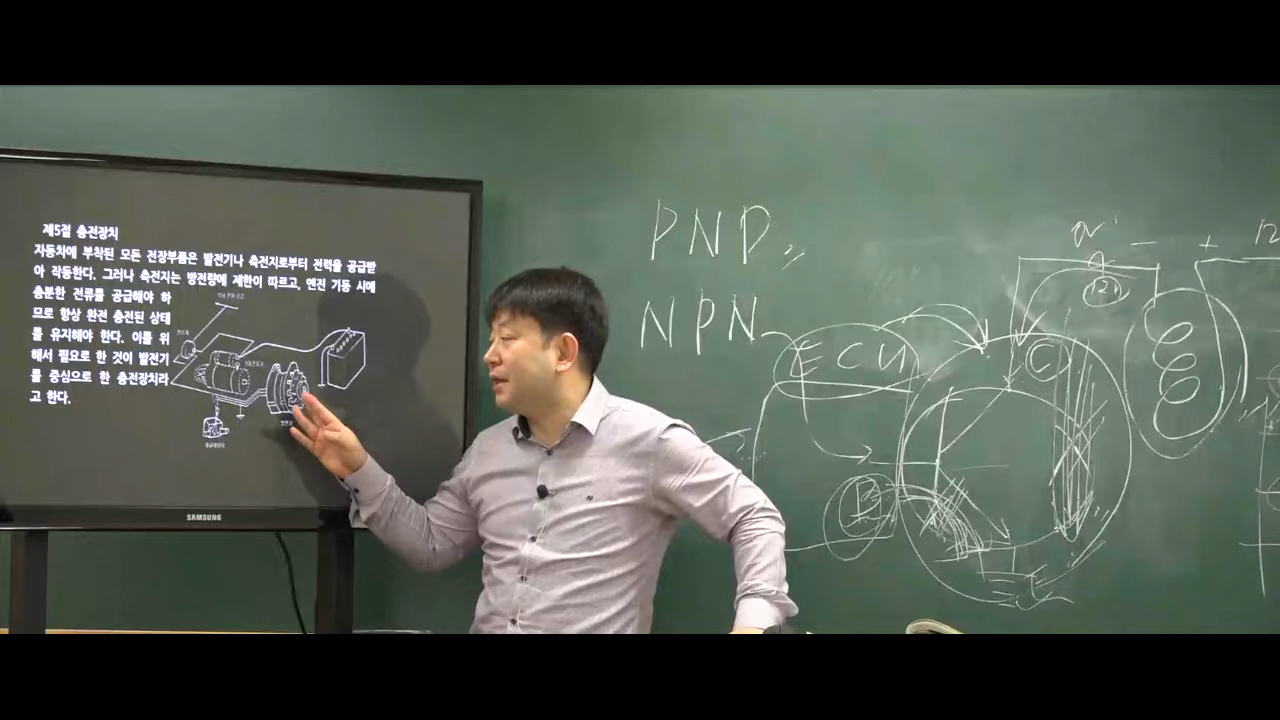 제5절 충전장치
자동차에 부착된 모든 전장부품은 발전기나 축전지로부터 전력을 공급받
아 작동한다. 그러나 축전지는 방전량에 제한이 따르고, 엔진 기동 시에
충분한 전류를 공급해야 하
므로 항상 완전 충전된 상태
를 유지해야 한다. 이를 위
해서 필요로 한 것이 발전기
를 중심으로 한 충전장치라
고 한다.
SAMSUNG
PNP
NPN
ECU
C
B
E
- + 12